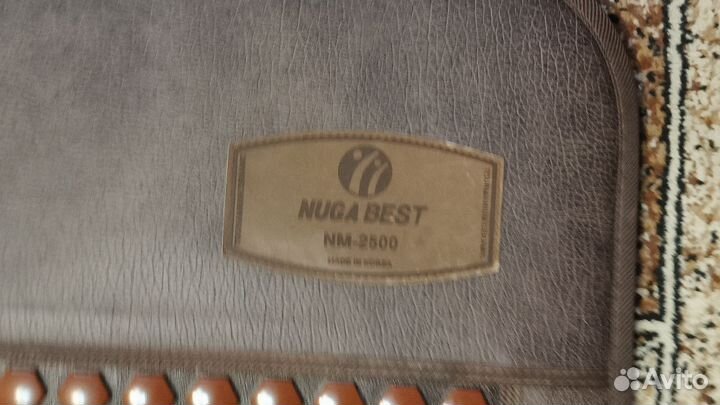 NUGA BEST
NM-2500
MADE IN KOREA
Avito